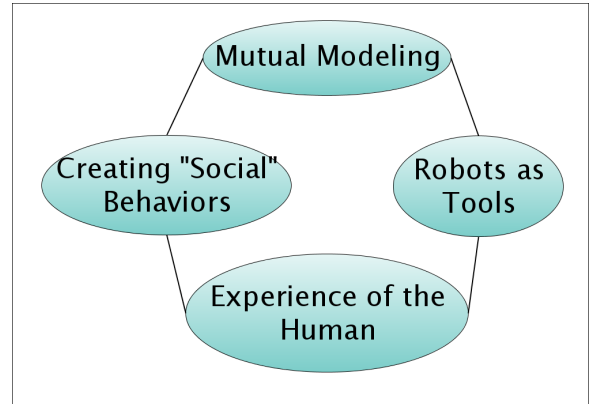 Mutual Modeling
Creating "Social"
Behaviors
Robots as
Tools
Experience of the
Human